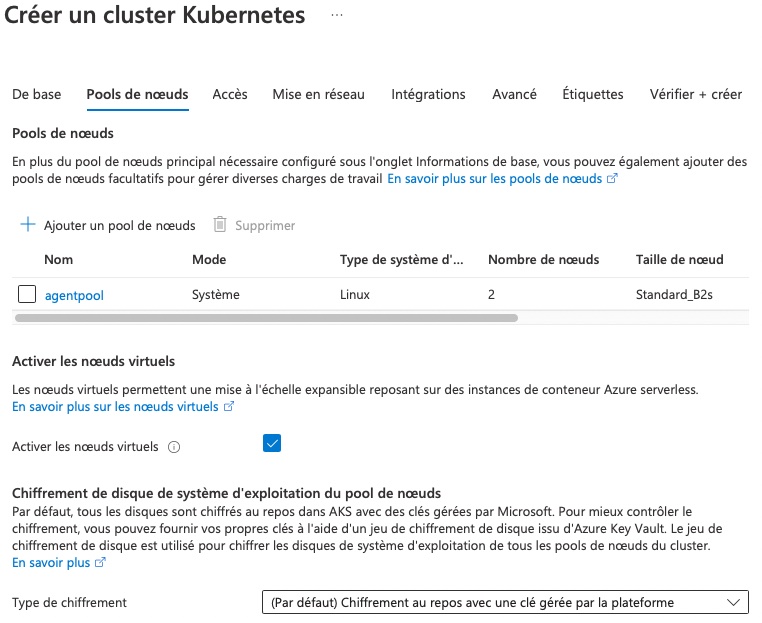 Créer un cluster Kubernetes ...
De base Pools de nœuds Accès Mise en réseau Intégrations Avancé Étiquettes Vérifier + créer
Pools de nœuds
En plus du pool de nœuds principal nécessaire configuré sous l'onglet Informations de base, vous pouvez également ajouter des
pools de nœuds facultatifs pour gérer diverses charges de travail En savoir plus sur les pools de nœuds
Ajouter un pool de nœuds Supprimer
Nom Mode Type de système d'... Nombre de nœuds Taille de nœud
agentpool Système Linux 2 Standard_B2s
Activer les nœuds virtuels
Les nœuds virtuels permettent une mise à l'échelle expansible reposant sur des instances de conteneur Azure serverless.
En savoir plus sur les nœuds virtuels
Activer les nœuds virtuels
Chiffrement de disque de système d'exploitation du pool de nœuds
Par défaut, tous les disques sont chiffrés au repos dans AKS avec des clés gérées par Microsoft. Pour mieux contrôler le
chiffrement, vous pouvez fournir vos propres clés à l'aide d'un jeu de chiffrement de disque issu d'Azure Key Vault. Le jeu de
chiffrement de disque est utilisé pour chiffrer les disques de système d'exploitation de tous les pools de nœuds du cluster.
En savoir plus
Type de chiffrement (Par défaut) Chiffrement au repos avec une clé gérée par la plateforme